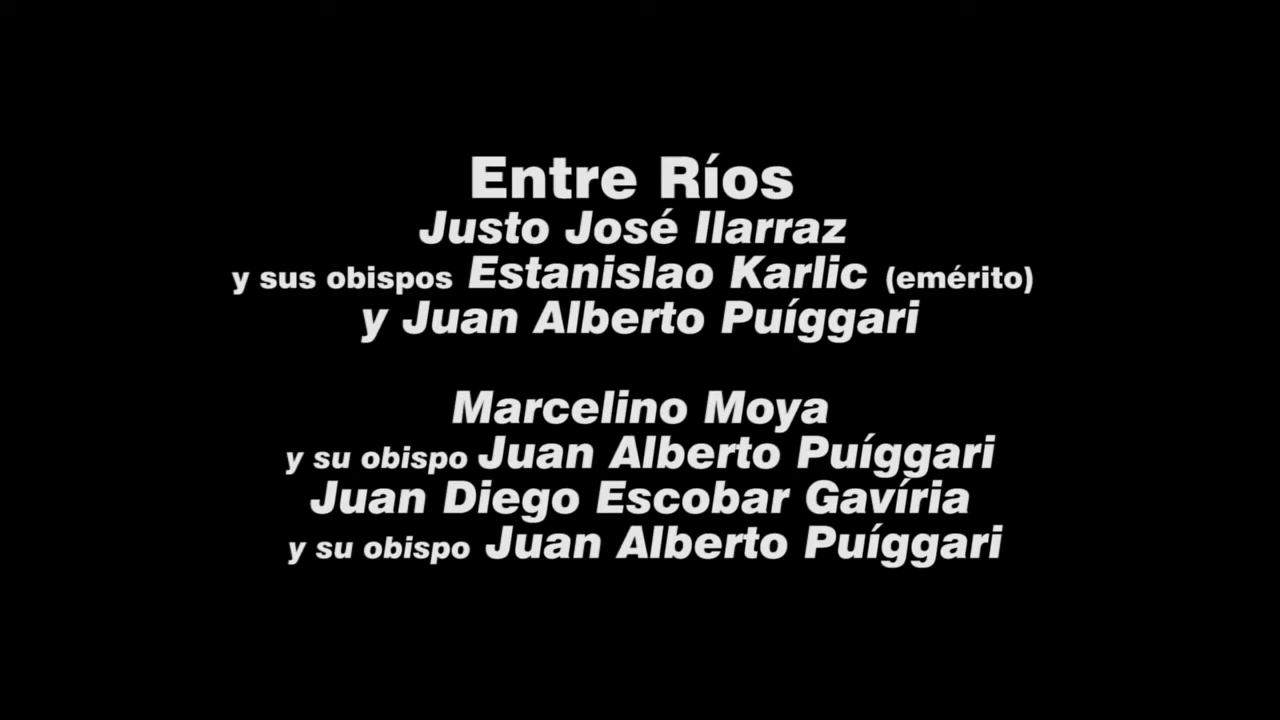 Entre Ríos
Justo José Ilarraz
y sus obispos Estanislao Karlic (emérito)
y Juan Alberto Puíggari
Marcelino Moya
y su obispo Juan Alberto Puíggari
Juan Diego Escobar Gavíria
y su obispo Juan Alberto Puíggari